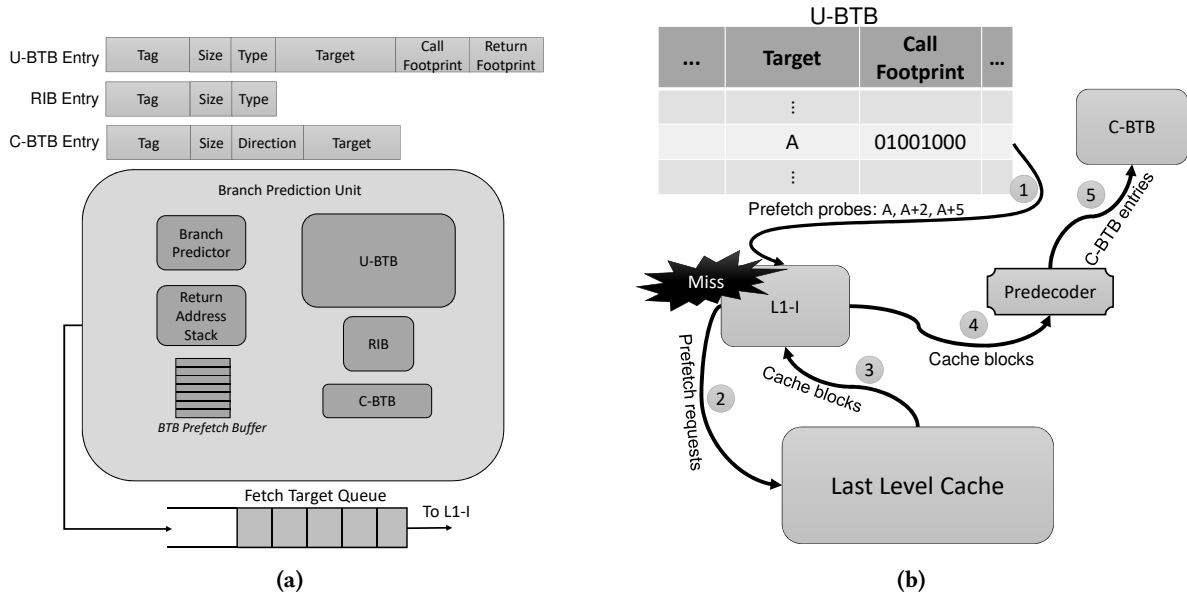 U-BTB Entry Tag Size Type Target Call Footprint Return Footprint
RIB Entry Tag Size Type
C-BTB Entry Tag Size Direction Target
Branch Prediction Unit
Branch
Predictor
U-BTB
Return
Address
Stack
RIB
C-BTB
BTB Prefetch Buffer
Fetch Target Queue
To L1-I
(a)
U-BTB
... Target Call Footprint ...
⋮
A 01001000
⋮
1
Prefetch probes: A, A+2, A+5
C-BTB
5
C-BTB entries
Miss
L1-I
Predecoder
4
Cache blocks
Prefetch requests
2
3
Cache blocks
Last Level Cache
(b)